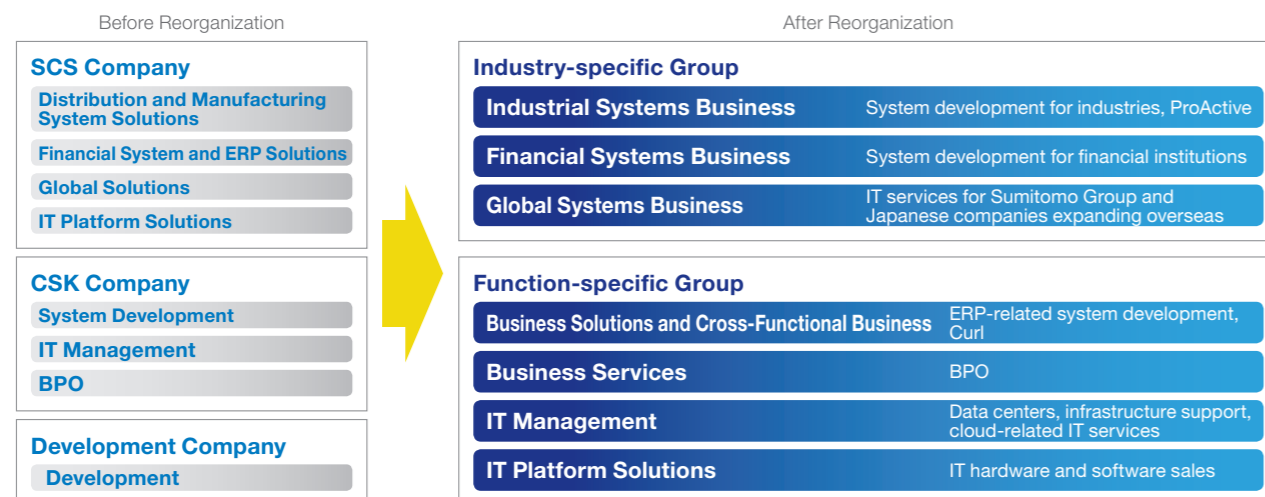 Before Reorganization
SCS Company
Distribution and Manufacturing
System Solutions
Financial System and ERP Solutions
Global Solutions
IT Platform Solutions
CSK Company
System Development
IT Management
BPO
Development Company
Development
After Reorganization
Industry-specific Group
Industrial Systems Business System development for industries, ProActive
Financial Systems Business System development for financial institutions
Global Systems Business IT services for Sumitomo Group and
Japanese companies expanding overseas
Function-specific Group
Business Solutions and Cross-Functional Business ERP-related system development,
Curl
Business Services BPO
IT Management Data centers, infrastructure support,
cloud-related IT services
IT Platform Solutions IT hardware and software sales